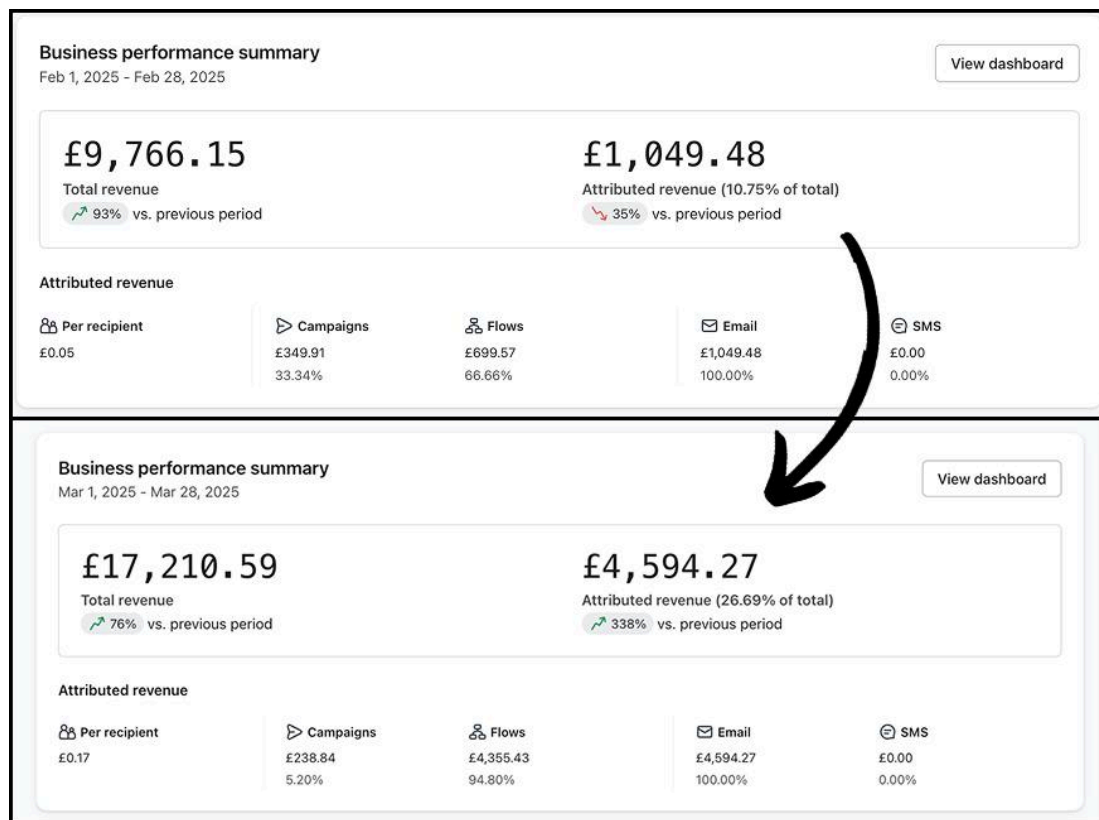 Business performance summary
Feb 1, 2025 - Feb 28, 2025
View dashboard
£9,766.15
Total revenue
93% vs. previous period
£1,049.48
Attributed revenue (10.75% of total)
35% vs. previous period
Attributed revenue
Per recipient
£0.05
Campaigns
£349.91
33.34%
Flows
£699.57
66.66%
Email
£1,049.48
100.00%
SMS
£0.00
0.00%
Business performance summary
Mar 1, 2025 - Mar 28, 2025
View dashboard
£17,210.59
Total revenue
76% vs. previous period
£4,594.27
Attributed revenue (26.69% of total)
338% vs. previous period
Attributed revenue
Per recipient
£0.17
Campaigns
£238.84
5.20%
Flows
£4,355.43
94.80%
Email
£4,594.27
100.00%
SMS
£0.00
0.00%